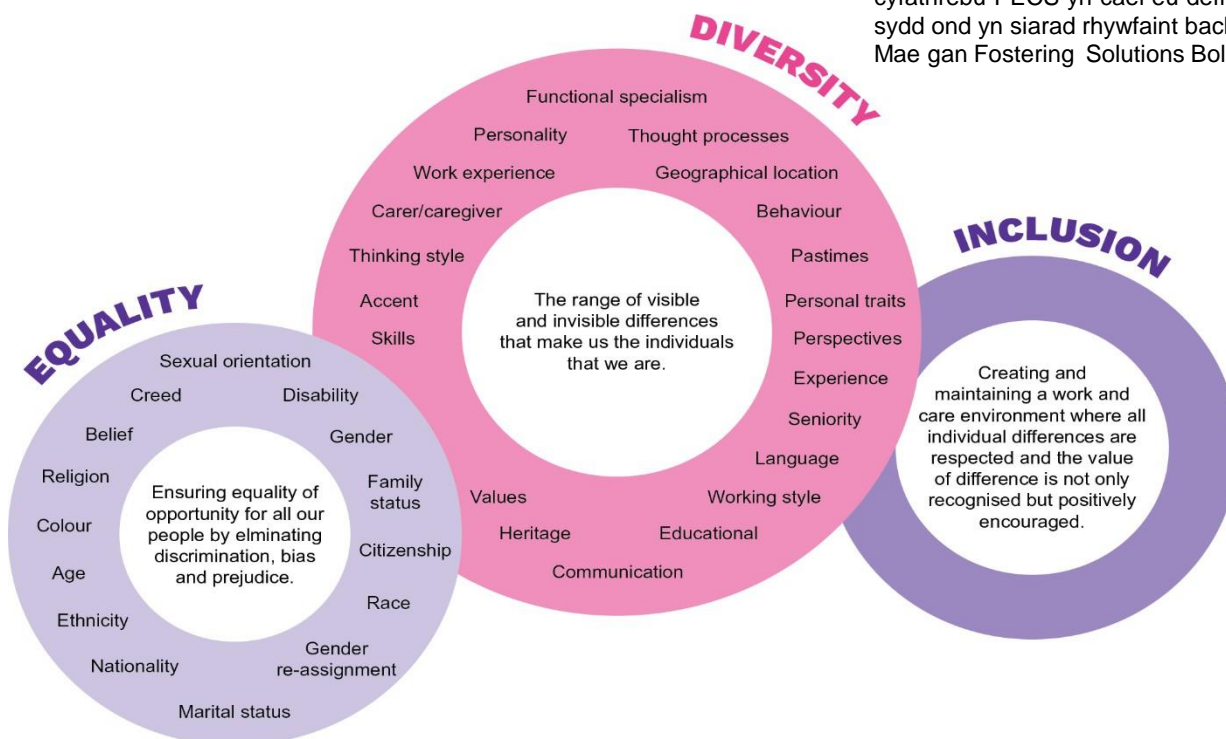 cyfathrebu PECS yn cael eu
sydd ond yn siarad rhywfaint bach
Mae gan Fostering Solutions Bol
EQUALITY
Sexual orientation
Creed
Disability
Belief
Gender
Religion
Family
status
Colour
Citizenship
Age
Race
Ethnicity
Gender
re-assignment
Nationality
Marital status
Ensuring equality of
opportunity for all our
people by elminating
discrimination, bias
and prejudice.
DIVERSITY
Functional specialism
Personality
Thought processes
Work experience
Geographical location
Carer/caregiver
Behaviour
Thinking style
Pastimes
Accent
Personal traits
Skills
Perspectives
Experience
Seniority
Language
Values
Working style
Heritage
Educational
Communication
The range of visible
and invisible differences
that make us the individuals
that we are.
INCLUSION
Creating and
maintaining a work and
care environment where all
individual differences are
respected and the value
of difference is not only
recognised but positively
encouraged.